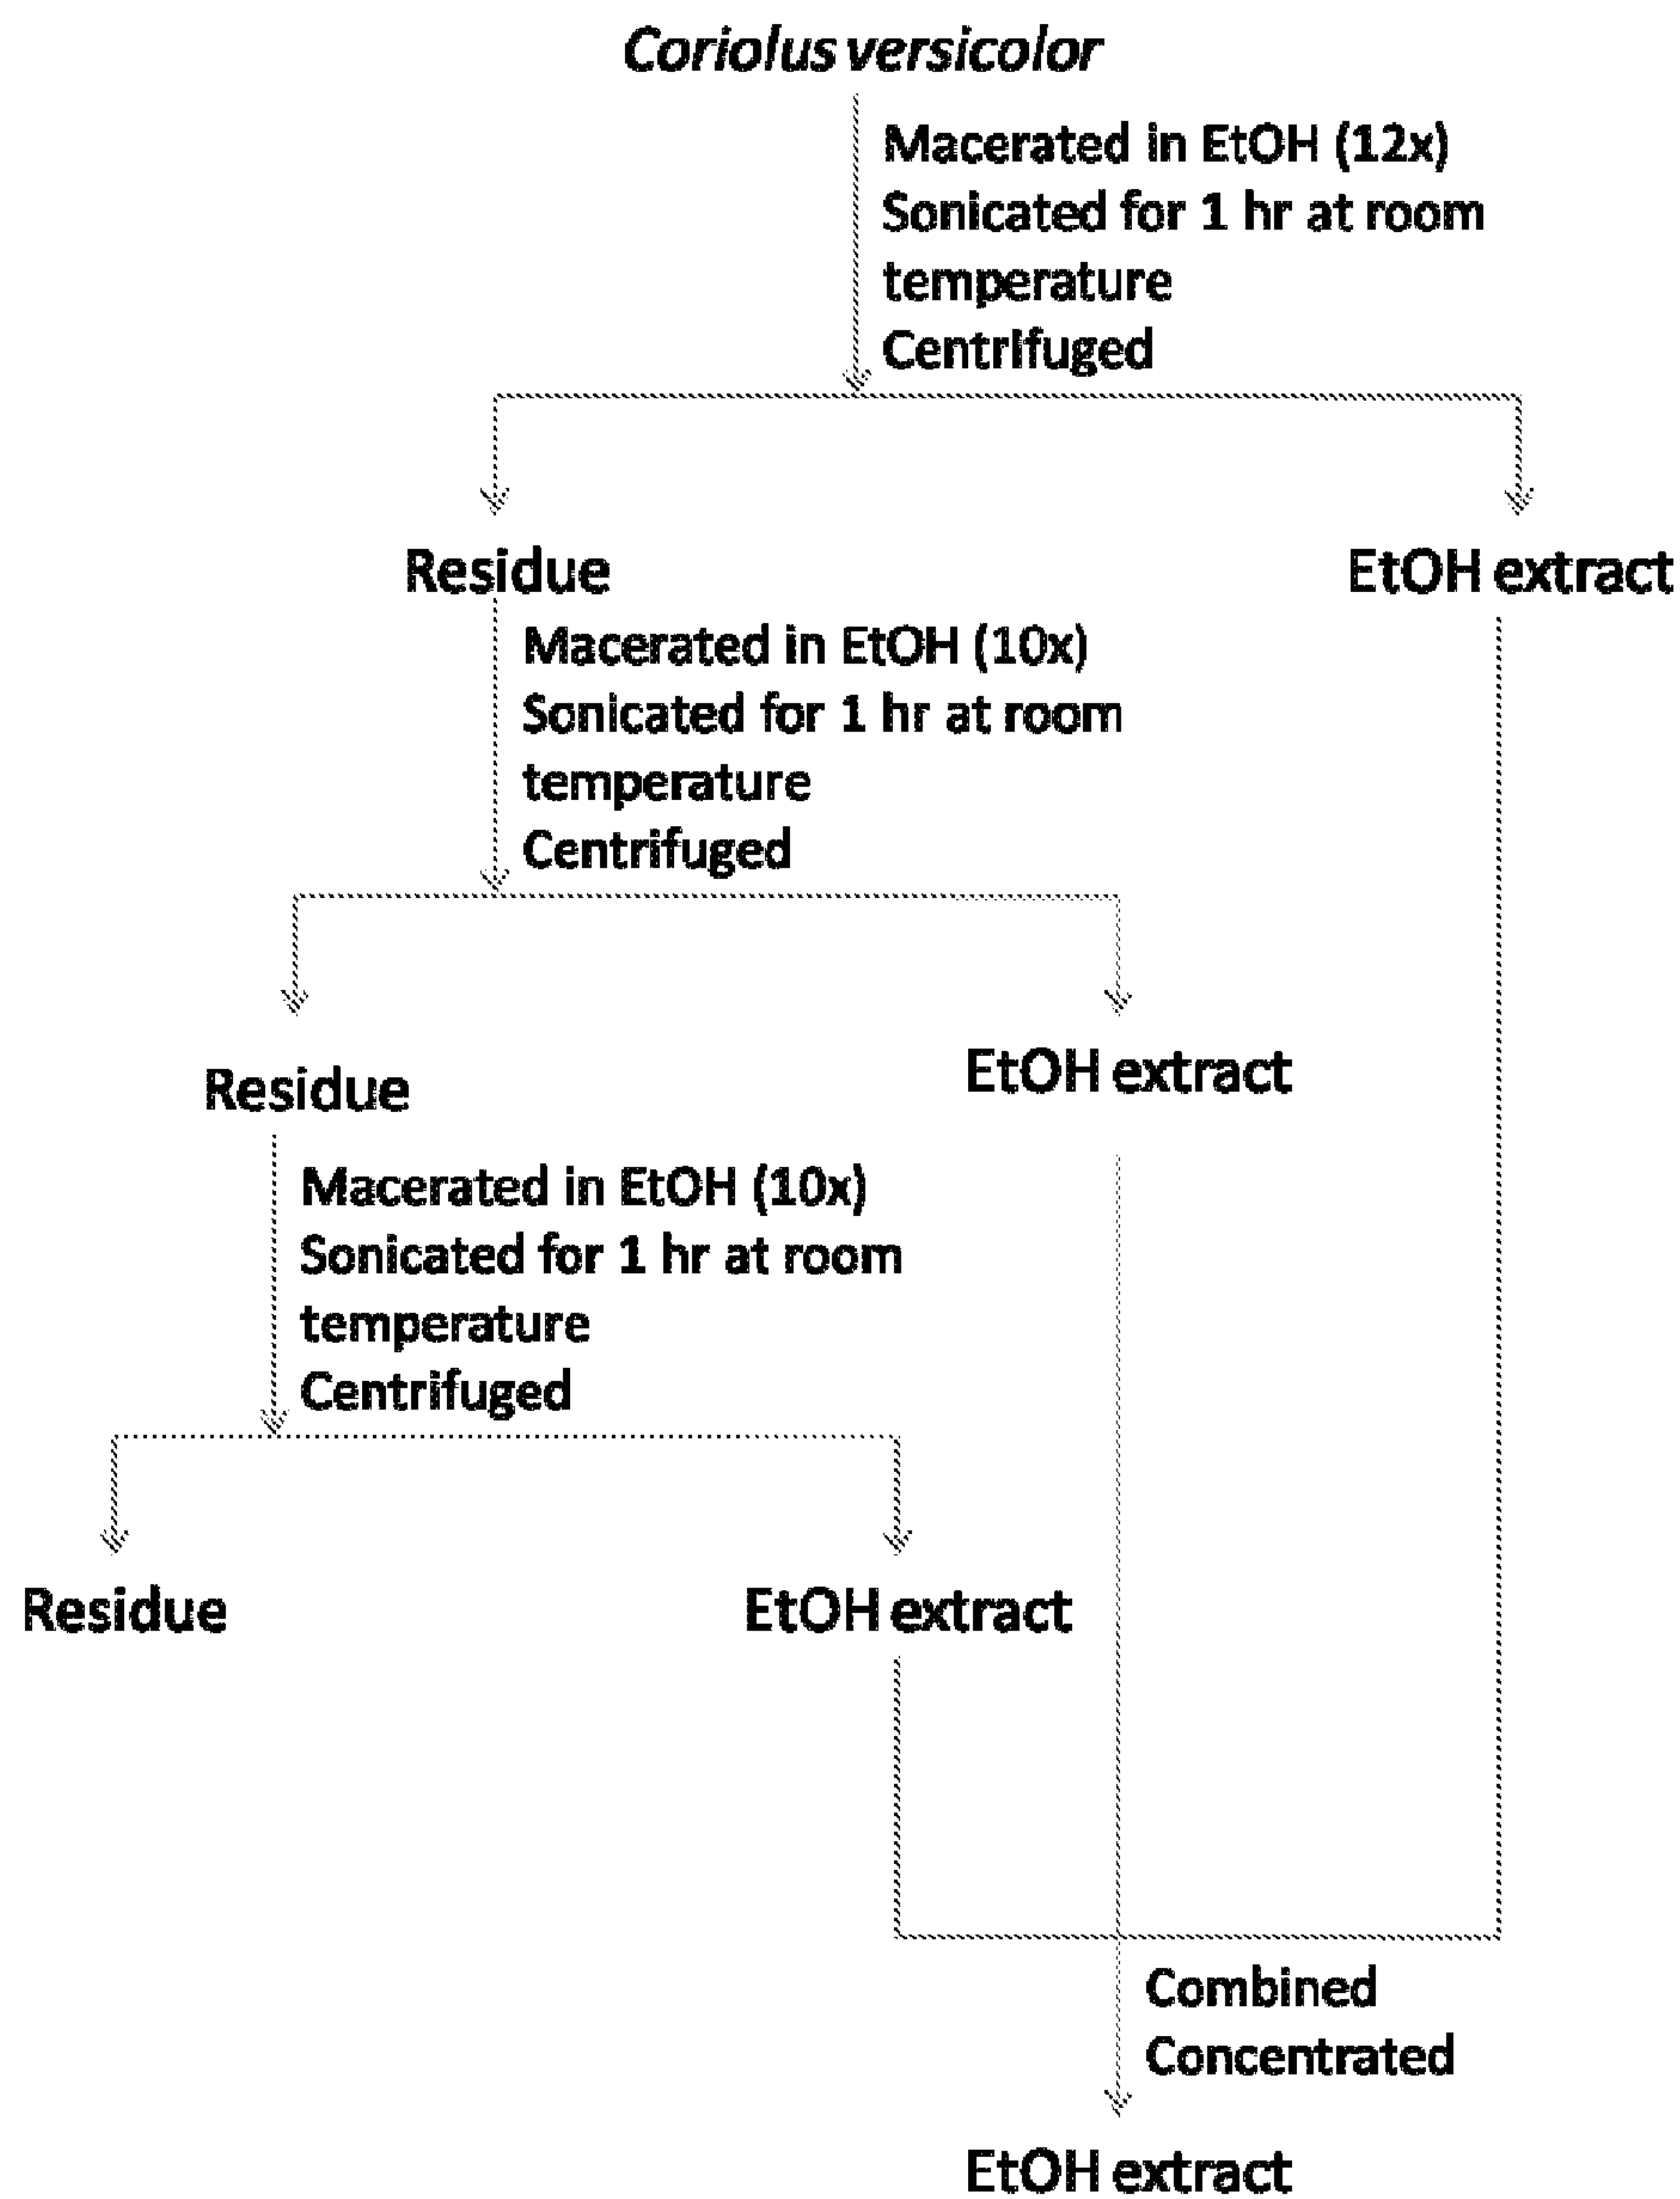 Coriolus versicolor
Macerated in EtOH (12x)
Sonicated for 1 hr at room
temperature
Centrifuged
Residue
EtOH extract
Macerated in EtOH (10x)
Sonicated for 1 hr at room
temperature
Centrifuged
Residue
EtOH extract
Macerated in EtOH (10x)
Sonicated for 1 hr at room
temperature
Centrifuged
Residue
EtOH extract
Combined
Concentrated
EtOH extract